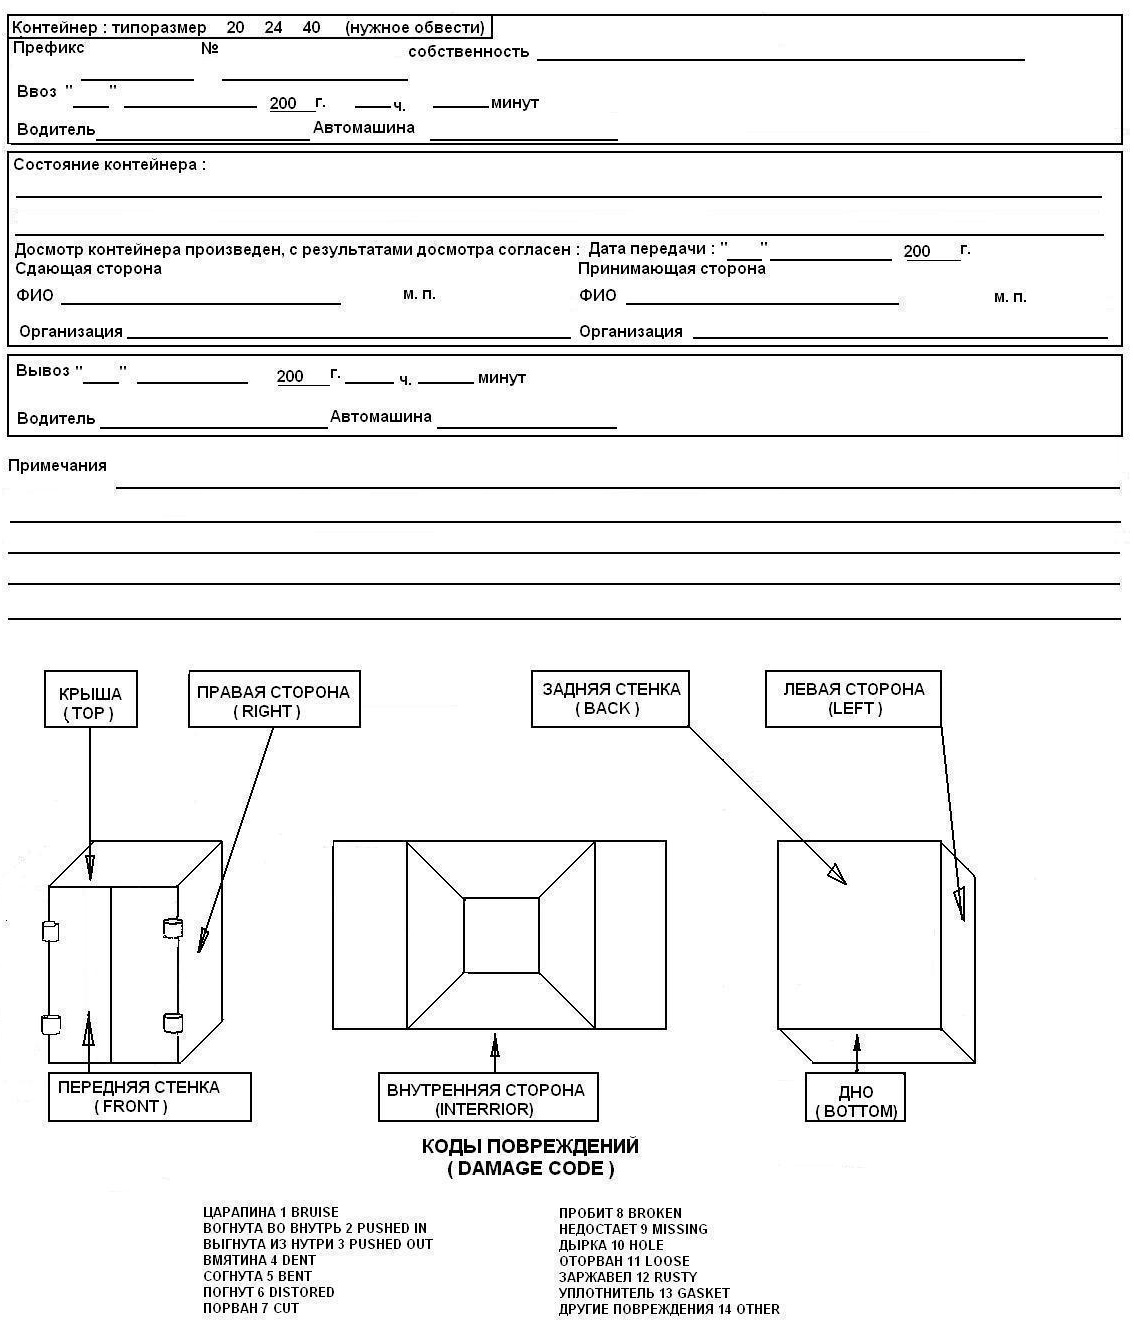 Контейнер : типоразмер 20 24 40 (нужное обвести)
Префикс № собственность
Ввоз " " 200 г. ч. минут
Водитель Автомашина
Состояние контейнера :
Досмотр контейнера произведен, с результатами досмотра согласен : Дата передачи : " " 200 г.
Сдающая сторона Принимающая сторона
ФИО м. п. ФИО м. п.
Организация Организация
Вывоз " " 200 г. ч. минут
Водитель Автомашина
Примечания
КРЫША
( TOP )
ПРАВАЯ СТОРОНА
( RIGHT )
ЗАДНЯЯ СТЕНКА
( BACK )
ЛЕВАЯ СТОРОНА
(LEFT )
ПЕРЕДНЯЯ СТЕНКА
( FRONT )
ВНУТРЕННЯЯ СТОРОНА
(INTERRIOR)
ДНО
( BOTTOM)
КОДЫ ПОВРЕЖДЕНИЙ
( DAMAGE CODE )
ЦАРАПИНА 1 BRUISE
ВОГНУТА ВО ВНУТРЬ 2 PUSHED IN
ВЫГНУТА ИЗ НУТРИ 3 PUSHED OUT
ВМЯТИНА 4 DENT
СОГНУТА 5 BENT
ПОГНУТ 6 DISTORED
ПОРВАН 7 CUT
ПРОБИТ 8 BROKEN
НЕДОСТАЕТ 9 MISSING
ДЫРКА 10 HOLE
ОТОРВАН 11 LOOSE
ЗАРЖАВЕЛ 12 RUSTY
УПЛОТНИТЕЛЬ 13 GASKET
ДРУГИЕ ПОВРЕЖДЕНИЯ 14 OTHER